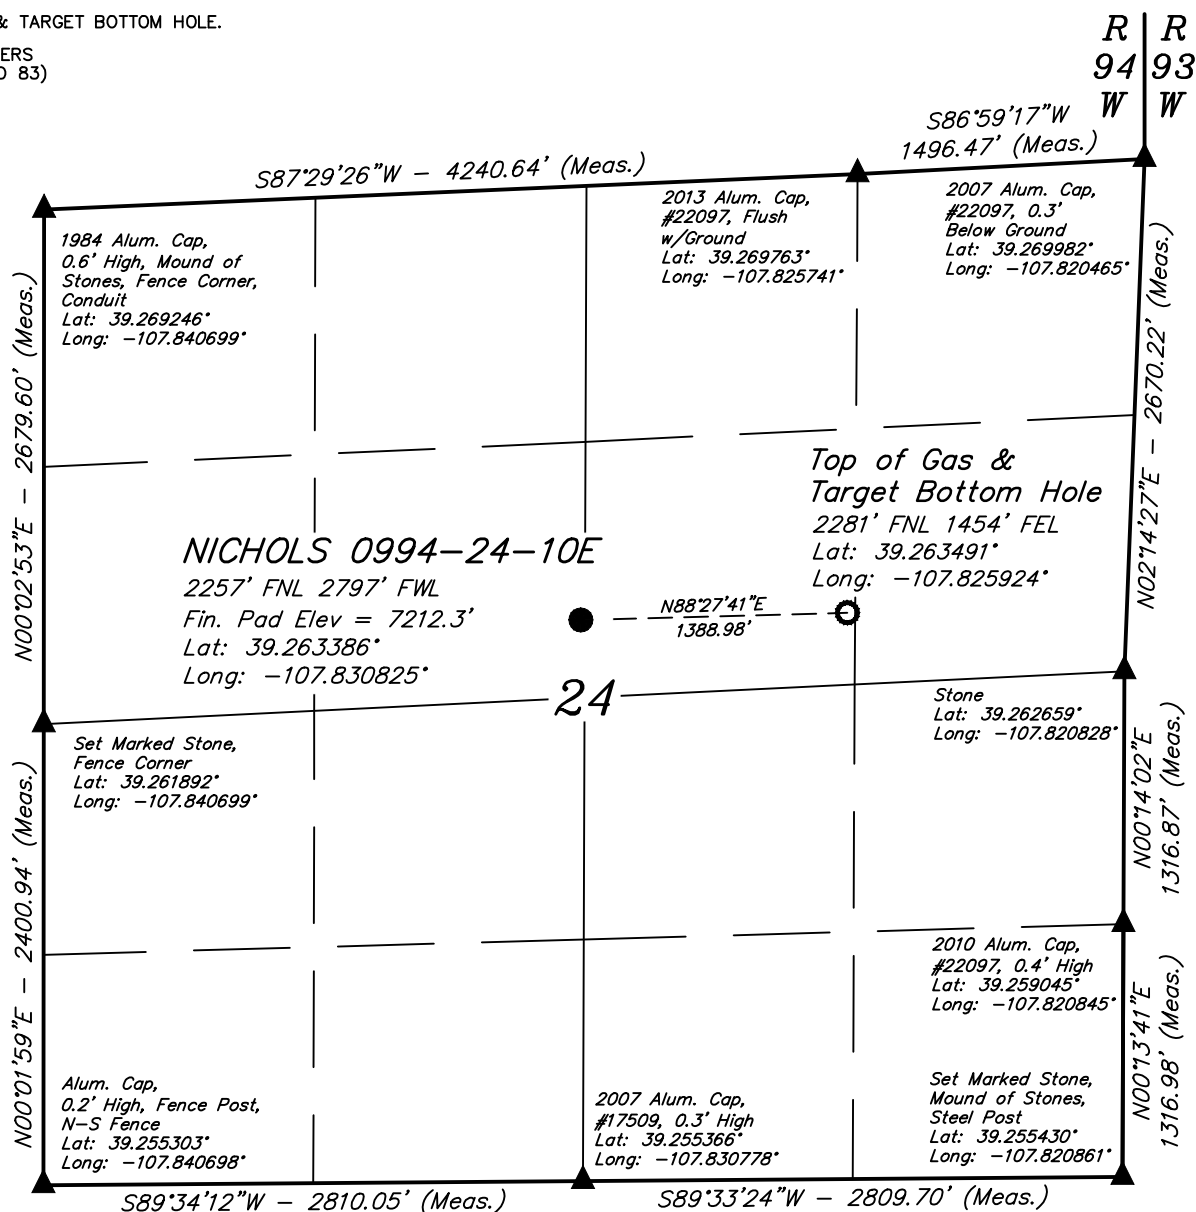 & TARGET BOTTOM HOLE.
ERS
83)
R R
94 93
W W
S87°29'26"W - 4240.64' (Meas.)
S86°59'17"W
1496.47' (Meas.)
1984 Alum. Cap,
0.6' High, Mound of
Stones, Fence Corner,
Conduit
Lat: 39.269246°
Long: -107.840699°
2013 Alum. Cap,
#22097, Flush
w/Ground
Lat: 39.269763°
Long: -107.825741°
2007 Alum. Cap,
#22097, 0.3'
Below Ground
Lat: 39.269982°
Long: -107.820465°
N00°02'53"E - 2679.60' (Meas.)
N02°14'27"E - 2670.22' (Meas.)
Top of Gas &
Target Bottom Hole
2281' FNL 1454' FEL
Lat: 39.263491°
Long: -107.825924°
NICHOLS 0994-24-10E
2257' FNL 2797' FWL
Fin. Pad Elev = 7212.3'
Lat: 39.263386°
Long: -107.830825°
N88°27'41"E
1388.98'
24
Stone
Lat: 39.262659°
Long: -107.820828°
Set Marked Stone,
Fence Corner
Lat: 39.261892°
Long: -107.840699°
N00°14'02"E
1316.87' (Meas.)
N00°01'59"E - 2400.94' (Meas.)
2010 Alum. Cap,
#22097, 0.4' High
Lat: 39.259045°
Long: -107.820845°
N00°13'41"E
1316.98' (Meas.)
Alum. Cap,
0.2' High, Fence Post,
N-S Fence
Lat: 39.255303°
Long: -107.840698°
2007 Alum. Cap,
#17509, 0.3' High
Lat: 39.255366°
Long: -107.830778°
Set Marked Stone,
Mound of Stones,
Steel Post
Lat: 39.255430°
Long: -107.820861°
S89°34'12"W - 2810.05' (Meas.)
S89°33'24"W - 2809.70' (Meas.)